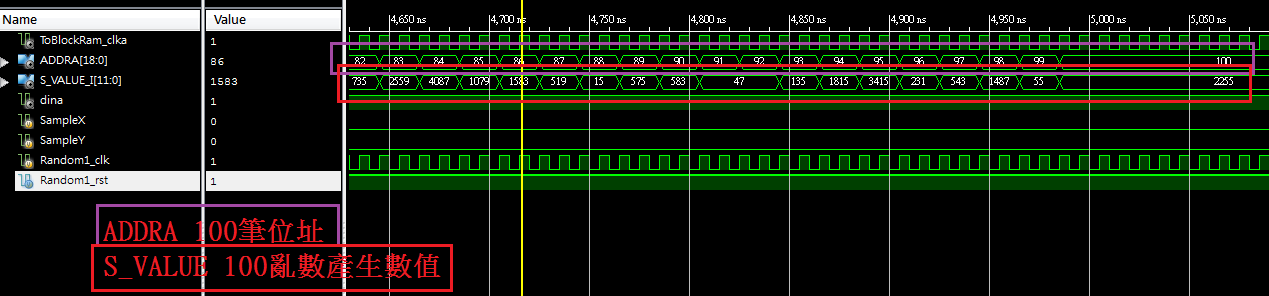 Name Value 4,650 ns 4,700 ns 4,750 ns 4,800 ns 4,850 ns 4,900 ns 4,950 ns 5,000 ns 5,050 ns
ToBlockRam_clka 1
ADDRA[18:0] 86 82 83 84 85 86 87 88 89 90 91 92 93 94 95 96 97 98 99 100
S_VALUE_I[11:0] 1583 735 2559 4087 1079 1583 519 15 575 583 47 135 1815 3415 231 543 1487 55 2255
dina 1
SampleX 0
SampleY 0
Random1_clk 1
Random1_rst 1
ADDRA 100筆位址
S_VALUE 100亂數產生數值